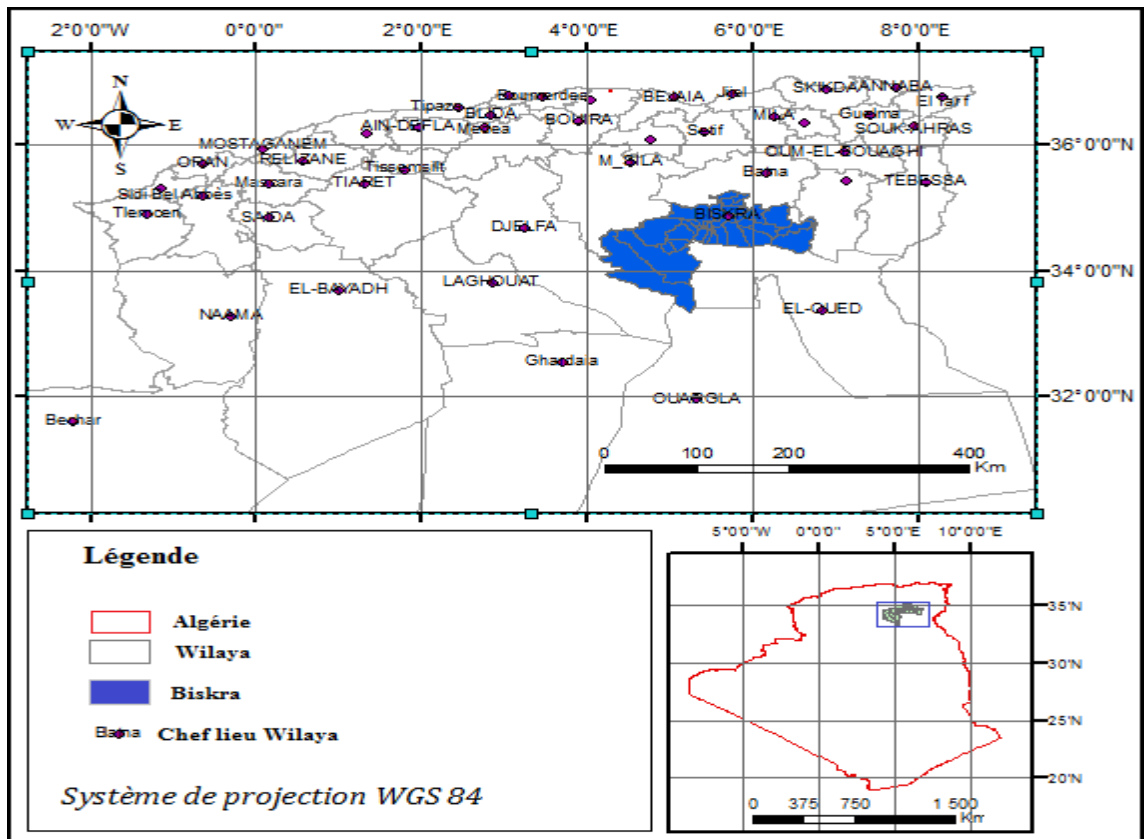 2°0'0"W 0°0'0" 2°0'0"E 4°0'0"E 6°0'0"E 8°0'0"E
N
W E
S
Tipaza
Boumerdes
BEJAIA
Jijel
SKIKDA
ANNABA
El Tarf
BLIDA
AIN-DEFLA
Medea
BOUIRA
Setif
MILA
Guelma
SOUK-AHRAS
36°0'0"N
MOSTAGANEM
ORAN
RELIZANE
Tissemsilt
M_SILA
OUM-EL-BOUAGHI
Sidi Bel Abbes
Mascara
TIARET
Batna
TEBESSA
Tlemcen
SAIDA
DJELFA
BISKRA
34°0'0"N
EL-BAYADH
LAGHOUAT
NAAMA
EL-OUED
Ghardaia
32°0'0"N
Bechar
OUARGLA
0 100 200 400
Km
Légende
Algérie
Wilaya
Biskra
Batna Chef lieu Wilaya
Système de projection WGS 84
5°0'0"W 0°0'0" 5°0'0"E 10°0'0"E
35°N
30°N
25°N
20°N
0 375 750 1 500
Km